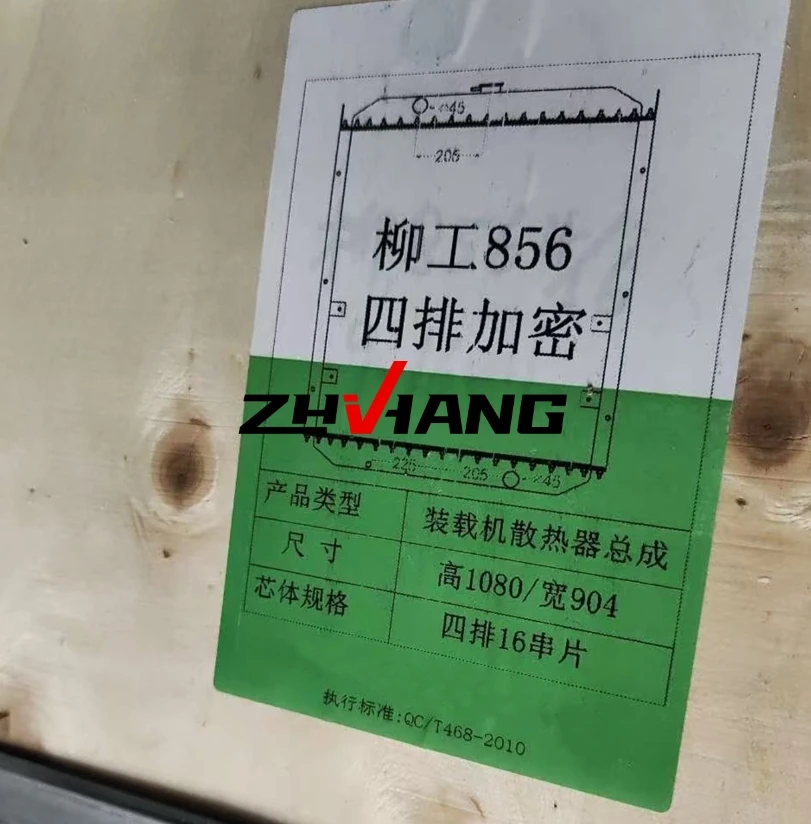 ⌀45
205
柳工856
四排加密
ZHVHANG
225
205
⌀45
产品类型 装载机散热器总成
尺寸 高1080/宽904
芯体规格 四排16串片
执行标准:QC/T468-2010